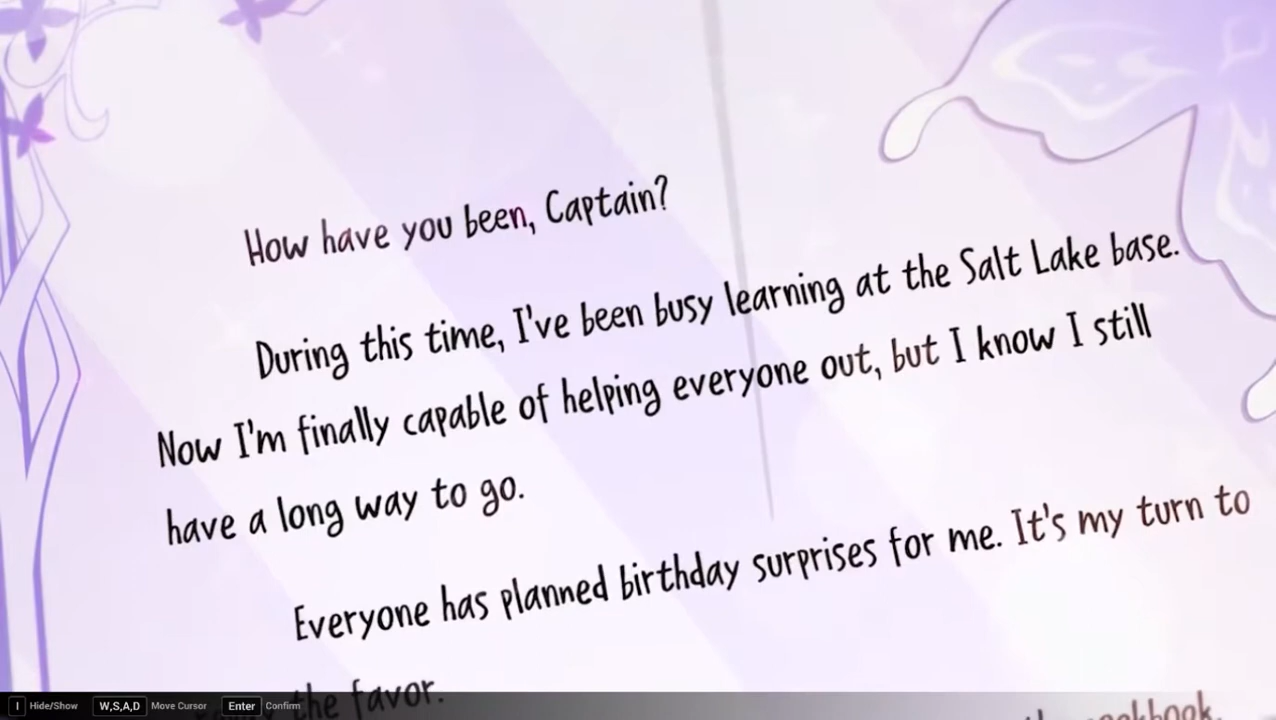 How have you been, Captain?
During this time, I've been busy learning at the Salt Lake base.
Now I'm finally capable of helping everyone out, but I know I still
have a long way to go.
Everyone has planned birthday surprises for me. It's my turn to
the favor.
cookbook.
I Hide/Show W,S,A,D Move Cursor Enter Confirm